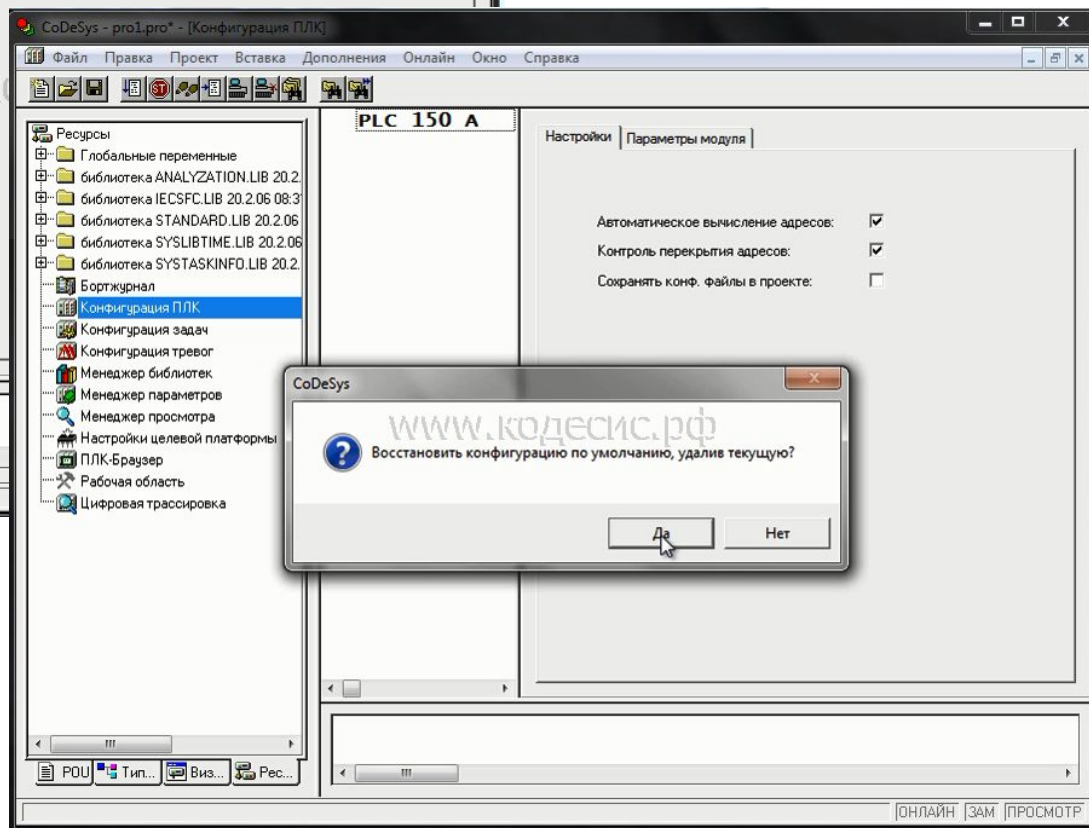 CoDeSys - pro1.pro* - [Конфигурация ПЛК]
Файл Правка Проект Вставка Дополнения Онлайн Окно Справка
Ресурсы
Глобальные переменные
библиотека ANALYZATION.LIB 20.2.
библиотека IECSFC.LIB 20.2.06 08:3
библиотека STANDARD.LIB 20.2.06
библиотека SYSLIBTIME.LIB 20.2.06
библиотека SYSTASKINFO.LIB 20.2.
Бортжурнал
Конфигурация ПЛК
Конфигурация задач
Конфигурация тревог
Менеджер библиотек
Менеджер параметров
Менеджер просмотра
Настройки целевой платформы
ПЛК-Браузер
Рабочая область
Цифровая трассировка
POU Тип... Виз... Рес...
PLC 150 A
Настройки Параметры модуля
Автоматическое вычисление адресов:
Контроль перекрытия адресов:
Сохранять конф. файлы в проекте:
CoDeSys
www.кодесис.рф
Восстановить конфигурацию по умолчанию, удалив текущую?
Да Нет
ОНЛАЙН ЗАМ ПРОСМОТР